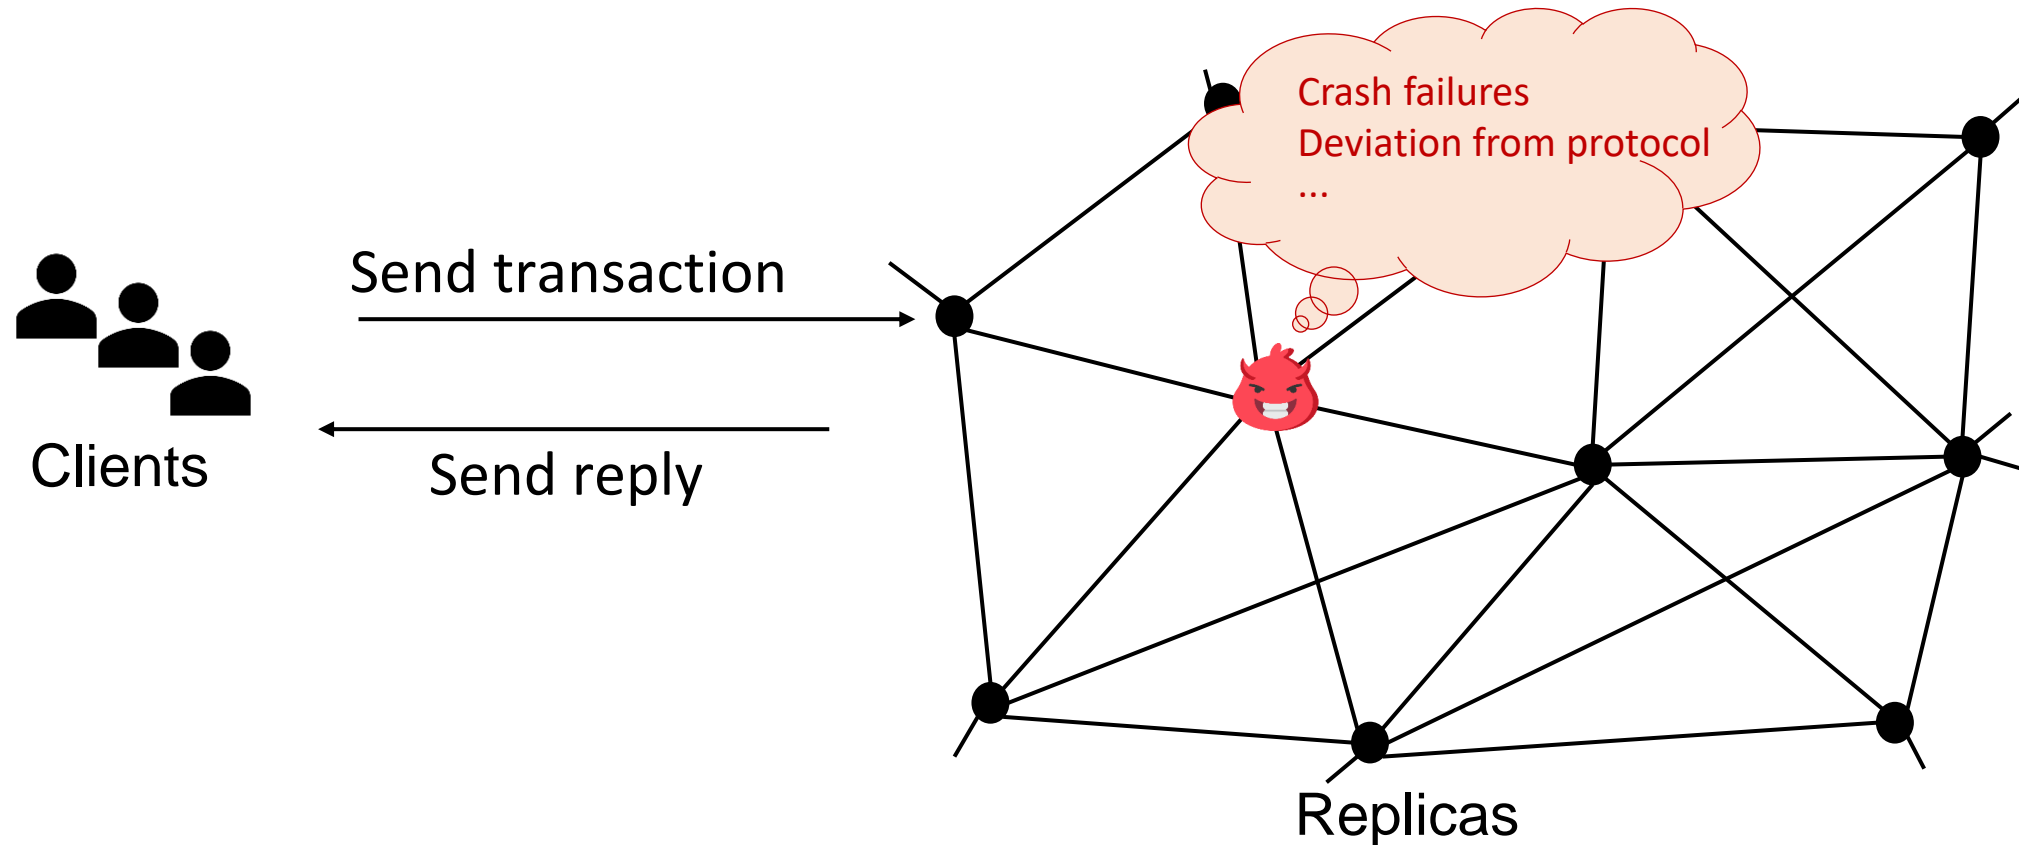 Crash failures
Deviation from protocol
...
Send transaction
Clients
Send reply
Replicas